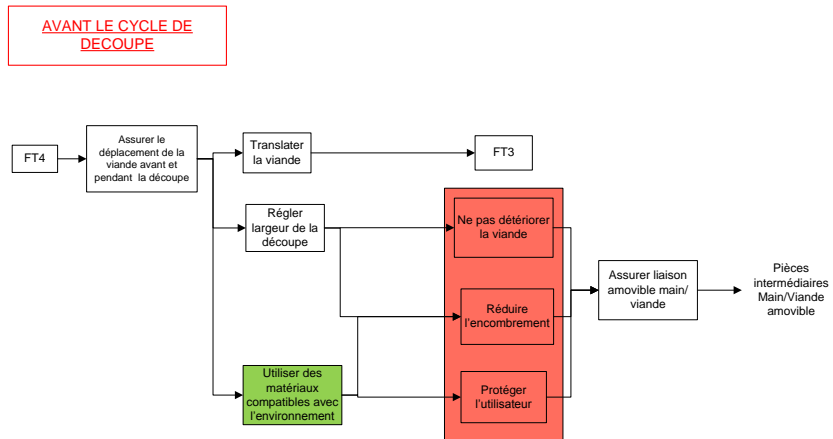 AVANT LE CYCLE DE
DECOUPE
FT4
Assurer le
déplacement de la
viande avant et
pendant la découpe
Translater
la viande
FT3
Régler
largeur de la
découpe
Ne pas détériorer
la viande
Réduire
l'encombrement
Utiliser des
matériaux
compatibles avec
l'environnement
Protéger
l'utilisateur
Assurer liaison
amovible main/
viande
Pièces
intermédiaires
Main/Viande
amovible